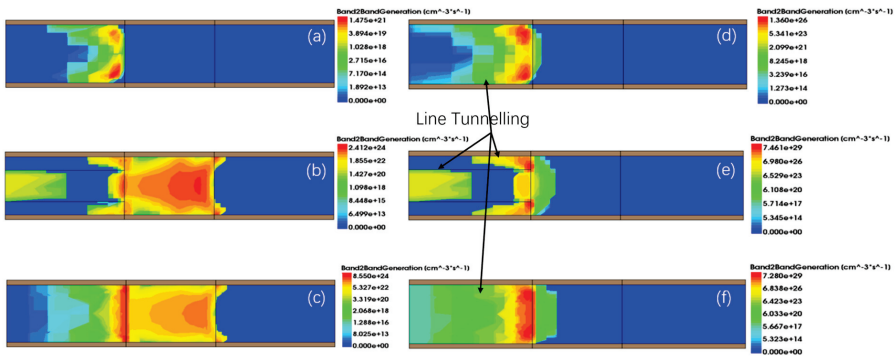 Band2BandGeneration (cm^-3*s^-1)
1.475e+21
3.894e+19
1.028e+18
2.715e+16
7.170e+14
1.892e+13
0.000e+00
(a)
Band2BandGeneration (cm^-3*s^-1)
1.360e+26
5.341e+23
2.099e+21
8.245e+18
3.239e+16
1.273e+14
0.000e+00
(d)
Line Tunnelling
Band2BandGeneration (cm^-3*s^-1)
2.412e+24
1.855e+22
1.427e+20
1.098e+18
8.448e+15
6.499e+13
0.000e+00
(b)
Band2BandGeneration (cm^-3*s^-1)
7.461e+29
6.980e+26
6.529e+23
6.108e+20
5.714e+17
5.345e+14
0.000e+00
(e)
Band2BandGeneration (cm^-3*s^-1)
8.550e+24
5.327e+22
3.319e+20
2.068e+18
1.288e+16
8.025e+13
0.000e+00
(c)
Band2BandGeneration (cm^-3*s^-1)
7.280e+29
6.838e+26
6.423e+23
6.033e+20
5.667e+17
5.323e+14
0.000e+00
(f)